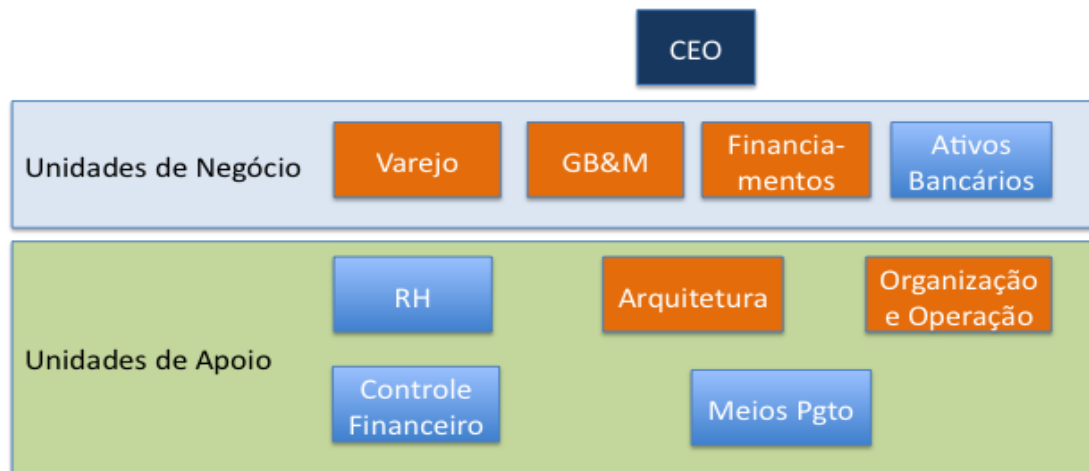 CEO
Unidades de Negócio
Varejo
GB&M
Financia-
mentos
Ativos
Bancários
Unidades de Apoio
RH
Arquitetura
Organização
e Operação
Controle
Financeiro
Meios Pgto